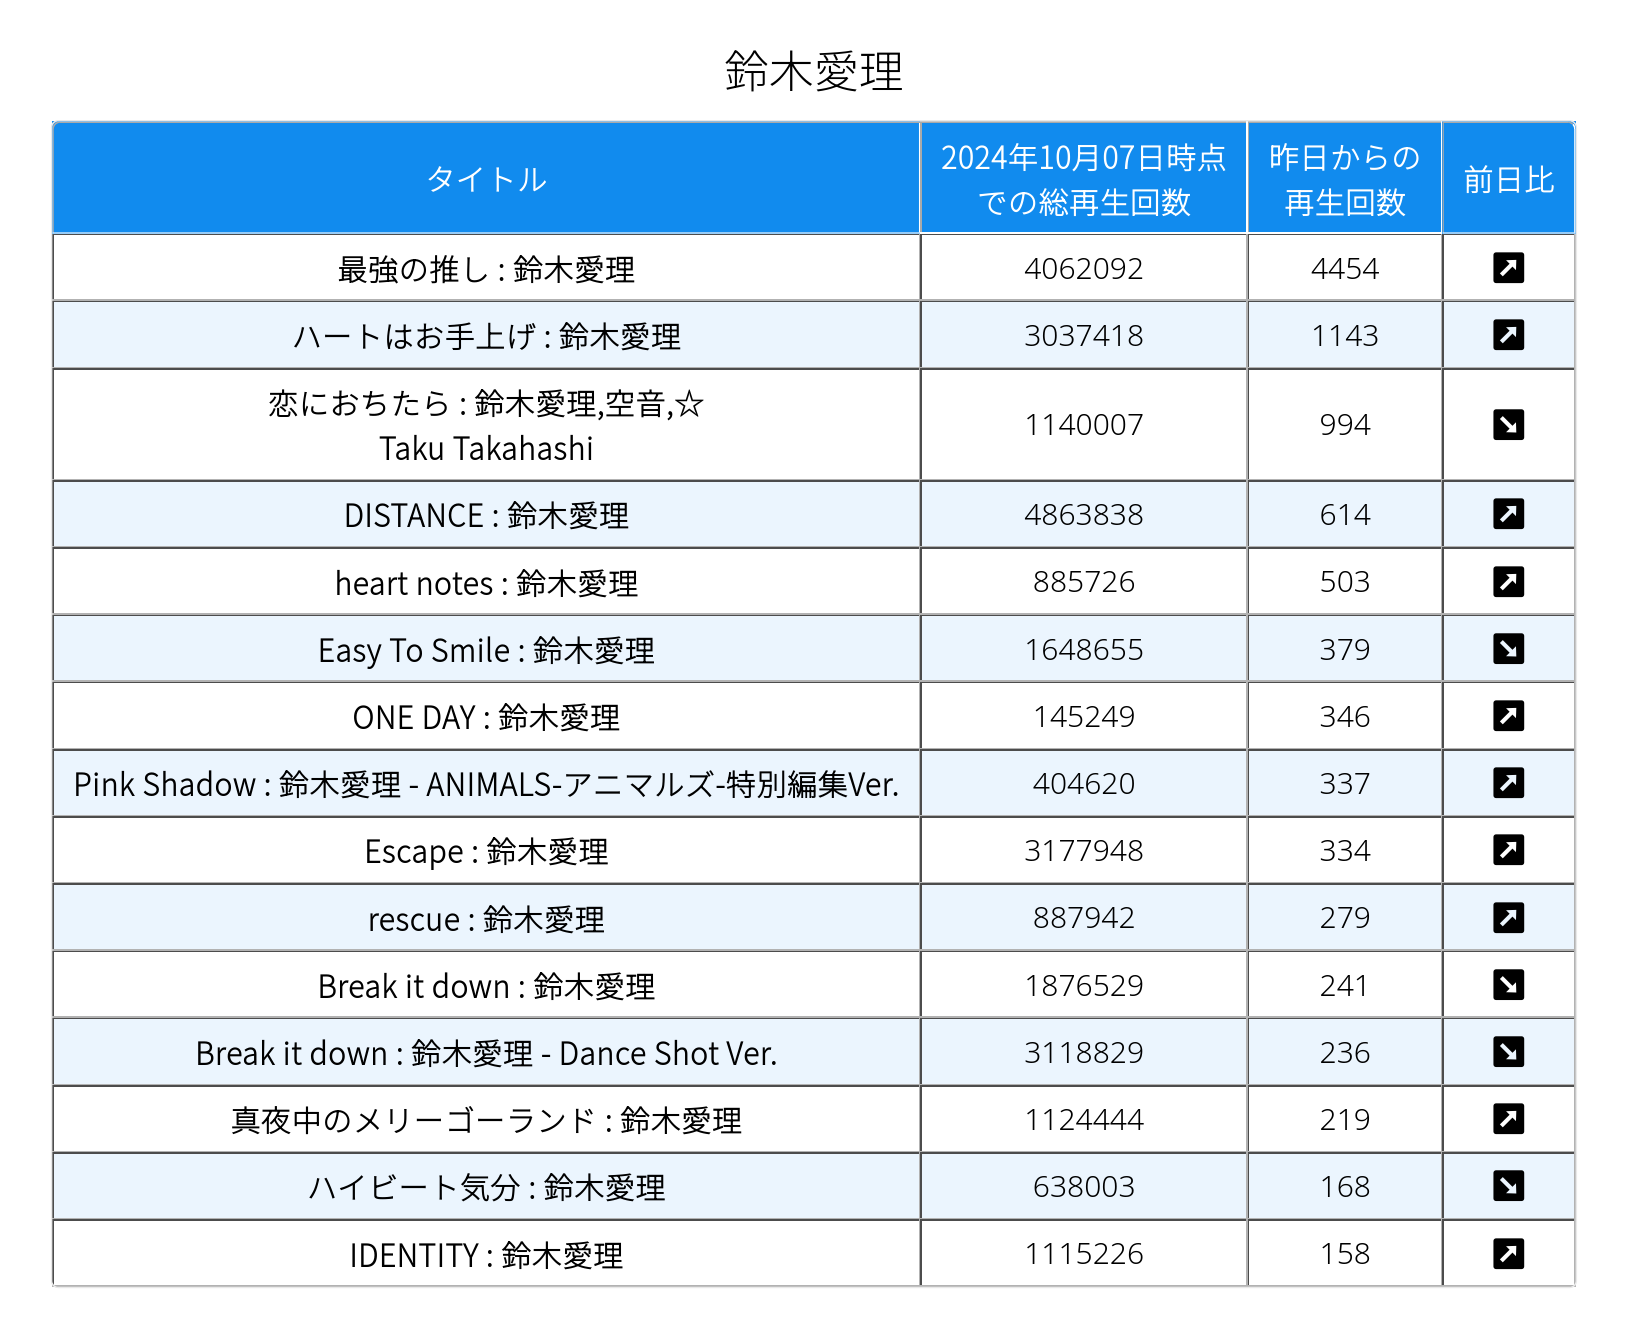 鈴木愛理
タイトル
2024年10月07日時点
での総再生回数
昨日からの
再生回数
前日比
最強の推し : 鈴木愛理 4062092 4454 ↗
ハートはお手上げ : 鈴木愛理 3037418 1143 ↗
恋におちたら : 鈴木愛理,空音,☆
Taku Takahashi 1140007 994 ↘
DISTANCE : 鈴木愛理 4863838 614 ↗
heart notes : 鈴木愛理 885726 503 ↗
Easy To Smile : 鈴木愛理 1648655 379 ↘
ONE DAY : 鈴木愛理 145249 346 ↗
Pink Shadow : 鈴木愛理 - ANIMALS-アニマルズ-特別編集Ver. 404620 337 ↗
Escape : 鈴木愛理 3177948 334 ↗
rescue : 鈴木愛理 887942 279 ↗
Break it down : 鈴木愛理 1876529 241 ↘
Break it down : 鈴木愛理 - Dance Shot Ver. 3118829 236 ↘
真夜中のメリーゴーランド : 鈴木愛理 1124444 219 ↗
ハイビート気分 : 鈴木愛理 638003 168 ↘
IDENTITY : 鈴木愛理 1115226 158 ↗